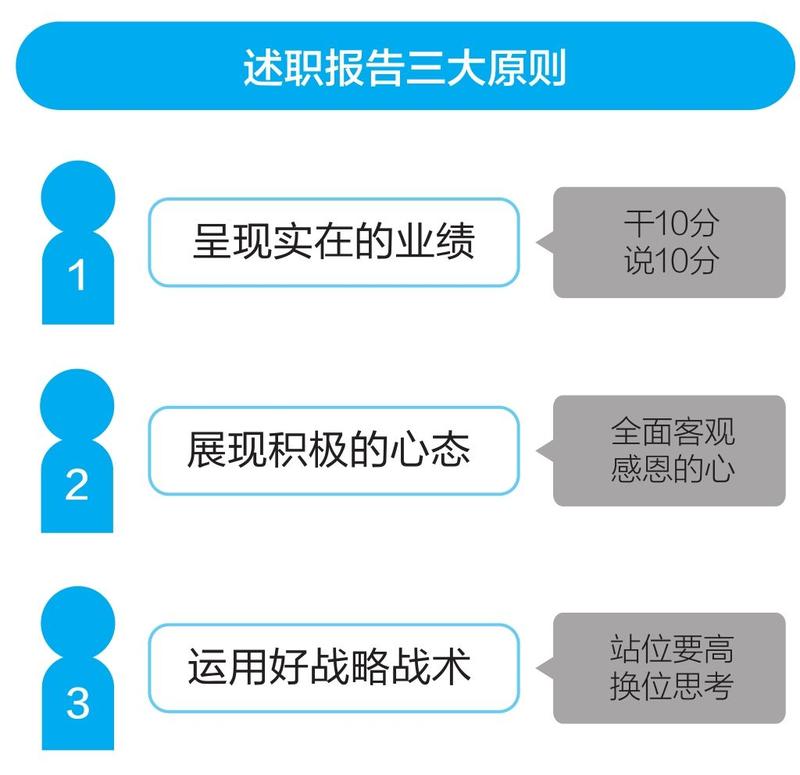 述职报告三大原则
1
呈现实在的业绩
干10分
说10分
2
展现积极的心态
全面客观
感恩的心
3
运用好战略战术
站位要高
换位思考